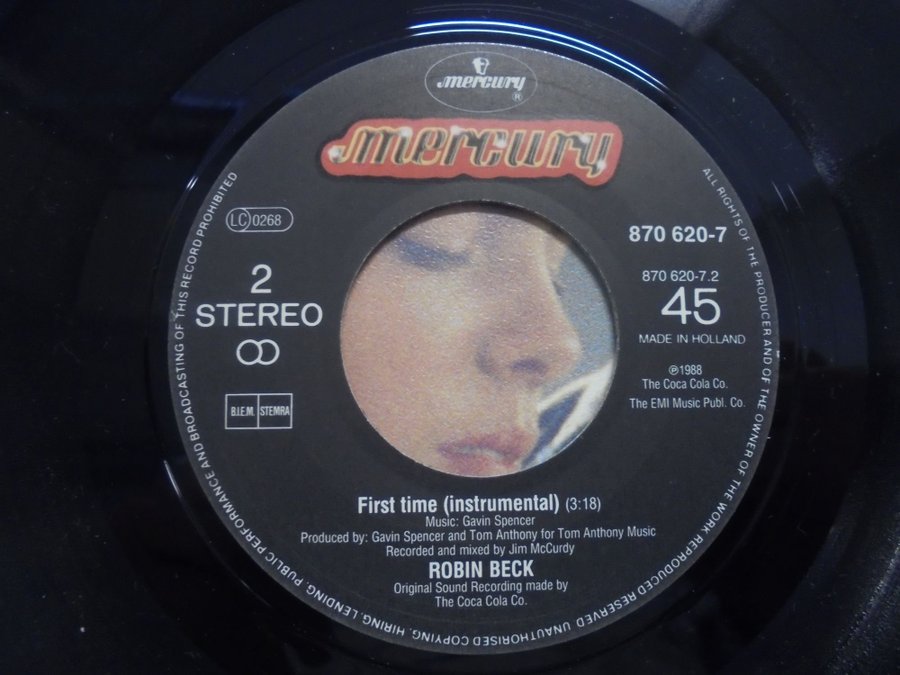 mercury
®
mercury
ALL RIGHTS OF THE PRODUCER AND OF THE OWNER OF THE WORK REPRODUCED RESERVED. UNAUTHORISED COPYING, HIRING, LENDING, PUBLIC PERFORMANCE AND BROADCASTING OF THIS RECORD PROHIBITED
LC 0268
2
STEREO
B.I.E.M. STEMRA
870 620-7
870 620-7.2
45
MADE IN HOLLAND
℗1988
The Coca Cola Co.
The EMI Music Publ. Co.
First time (instrumental) (3:18)
Music: Gavin Spencer
Produced by: Gavin Spencer and Tom Anthony for Tom Anthony Music
Recorded and mixed by Jim McCurdy
ROBIN BECK
Original Sound Recording made by
The Coca Cola Co.